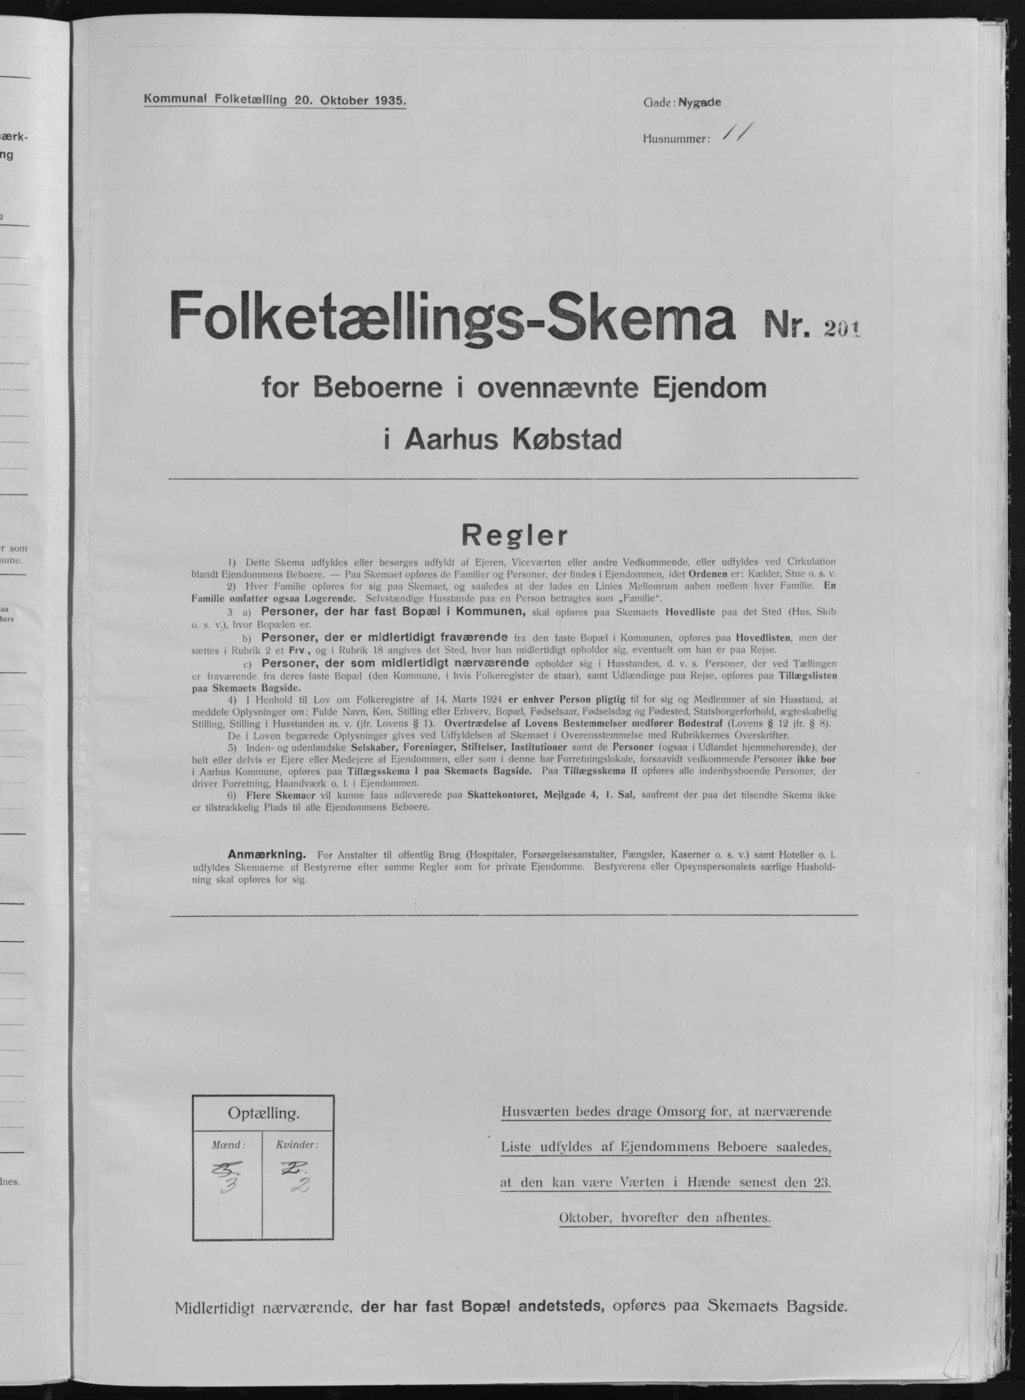 ærk-
ng
2
r som
nune.
aa
bers
Ines.
Kommunal Folketælling 20. Oktober 1935.
Gade: Nygade
Husnummer: 11
Folketællings-Skema Nr. 201
for Beboerne i ovennævnte Ejendom
i Aarhus Købstad
Regler
1) Dette Skema udfyldes eller besørges udfyldt af Ejeren, Viceværten eller andre Vedkommende, eller udfyldes ved Cirkulation
blandt Ejendommens Beboere. — Paa Skemaet opføres de Familier og Personer, der findes i Ejendommen, idet Ordenen er: Kælder, Stue o. s. v.
2) Hver Familie opføres for sig paa Skemaet, og saaledes at der lades en Linies Mellemrum aaben mellem hver Familie. En
Familie omfatter ogsaa Logerende. Selvstændige Husstande paa en Person betragtes som „Familie“.
3 a) Personer, der har fast Bopæl i Kommunen, skal opføres paa Skemaets Hovedliste paa det Sted (Hus, Skib
o. s. v.), hvor Bopælen er.
b) Personer, der er midlertidigt fraværende fra den faste Bopæl i Kommunen, opføres paa Hovedlisten, men der
sættes i Rubrik 2 et Frv., og i Rubrik 18 angives det Sted, hvor han midlertidigt opholder sig, eventuelt om han er paa Rejse.
c) Personer, der som midlertidigt nærværende opholder sig i Husstanden, d. v. s. Personer, der ved Tællingen
er fraværende fra deres faste Bopæl (den Kommune, i hvis Folkeregister de staar), samt Udlændinge paa Rejse, opføres paa Tillægslisten
paa Skemaets Bagside.
4) I Henhold til Lov om Folkeregistre af 14. Marts 1924 er enhver Person pligtig til for sig og Medlemmer af sin Husstand, at
meddele Oplysninger om: Fulde Navn, Køn, Stilling eller Erhverv, Bopæl, Fødselsaar, Fødselsdag og Fødested, Statsborgerforhold, ægteskabelig
Stilling, Stilling i Husstanden m. v. (jfr. Lovens § 1). Overtrædelse af Lovens Bestemmelser medfører Bødestraf (Lovens § 12 jfr. § 8).
De i Loven begærede Oplysninger gives ved Udfyldelsen af Skemaet i Overensstemmelse med Rubrikkernes Overskrifter.
5) Inden- og udenlandske Selskaber, Foreninger, Stiftelser, Institutioner samt de Personer (ogsaa i Udlandet hjemmehørende), der
helt eller delvis er Ejere eller Medejere af Ejendommen, eller som i denne har Forretningslokale, forsaavidt vedkommende Personer ikke bor
i Aarhus Kommune, opføres paa Tillægsskema I paa Skemaets Bagside. Paa Tillægsskema II opføres alle indenbysboende Personer, der
driver Forretning, Haandværk o. l. i Ejendommen.
6) Flere Skemaer vil kunne faas udleverede paa Skattekontoret, Mejlgade 4, 1. Sal, saafremt der paa det tilsendte Skema ikke
er tilstrækkelig Plads til alle Ejendommens Beboere.
Anmærkning. For Anstalter til offentlig Brug (Hospitaler, Forsørgelsesanstalter, Fængsler, Kaserner o. s. v.) samt Hoteller o. l.
udfyldes Skemaerne af Bestyrerne efter samme Regler som for private Ejendomme. Bestyrerens eller Opsynspersonalets særlige Hushold-
ning skal opføres for sig.
Optælling.
Mænd: Kvinder:
5 2.
3 2
Husværten bedes drage Omsorg for, at nærværende
Liste udfyldes af Ejendommens Beboere saaledes,
at den kan være Værten i Hænde senest den 23.
Oktober, hvorefter den afhentes.
Midlertidigt nærværende, der har fast Bopæl andetsteds, opføres paa Skemaets Bagside.